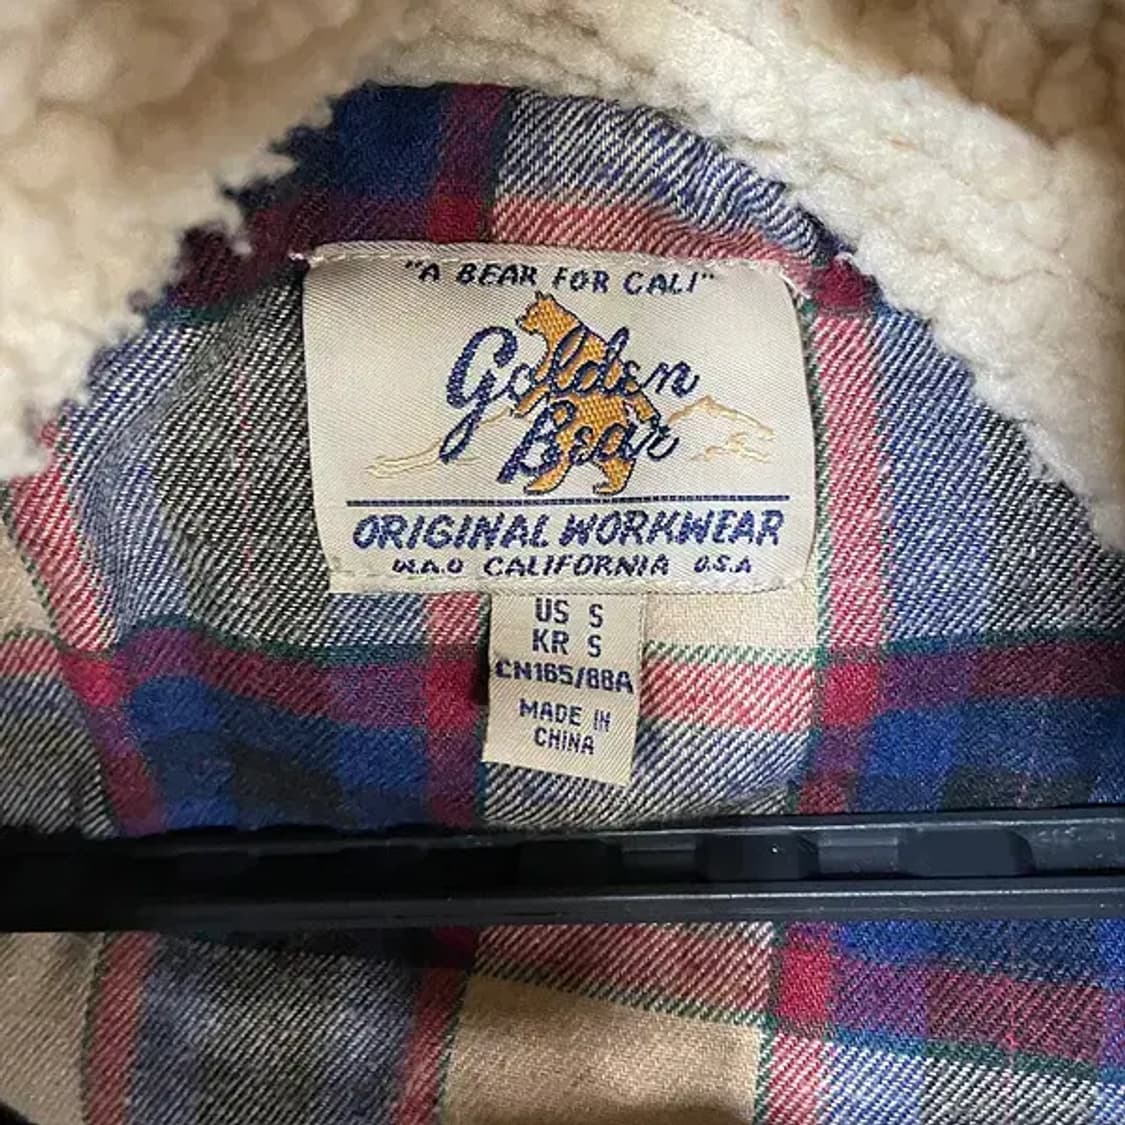 "A BEAR FOR CALI"
Golden
Bear
ORIGINAL WORKWEAR
CALIFORNIA U.S.A
US S
KR S
CN165/88A
MADE IN
CHINA